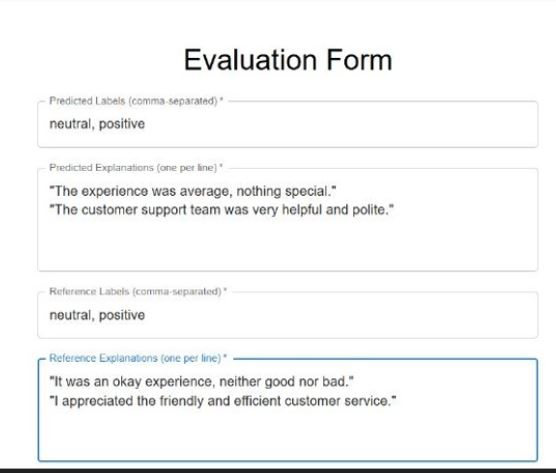 Evaluation Form
Predicted Labels (comma-separated) *
neutral, positive
Predicted Explanations (one per line) *
"The experience was average, nothing special."
"The customer support team was very helpful and polite."
Reference Labels (comma-separated) *
neutral, positive
Reference Explanations (one per line) *
"It was an okay experience, neither good nor bad."
"I appreciated the friendly and efficient customer service."